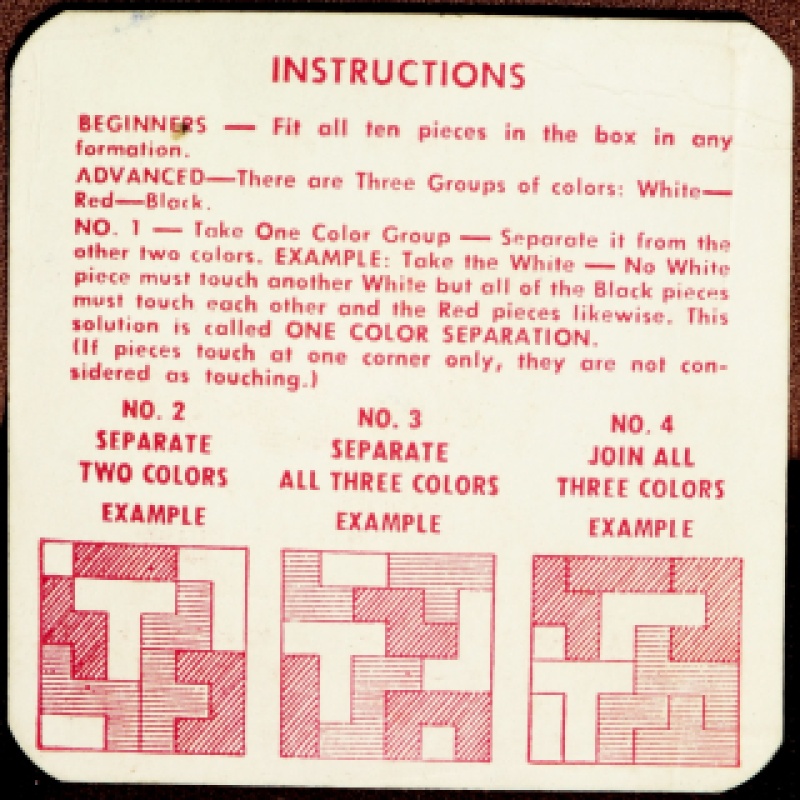 INSTRUCTIONS
BEGINNERS — Fit all ten pieces in the box in any
formation.
ADVANCED—There are Three Groups of colors: White—
Red—Black.
NO. 1 — Take One Color Group — Separate it from the
other two colors. EXAMPLE: Take the White — No White
piece must touch another White but all of the Black pieces
must touch each other and the Red pieces likewise. This
solution is called ONE COLOR SEPARATION.
(If pieces touch at one corner only, they are not con-
sidered as touching.)
NO. 2
SEPARATE
TWO COLORS
EXAMPLE
NO. 3
SEPARATE
ALL THREE COLORS
EXAMPLE
NO. 4
JOIN ALL
THREE COLORS
EXAMPLE